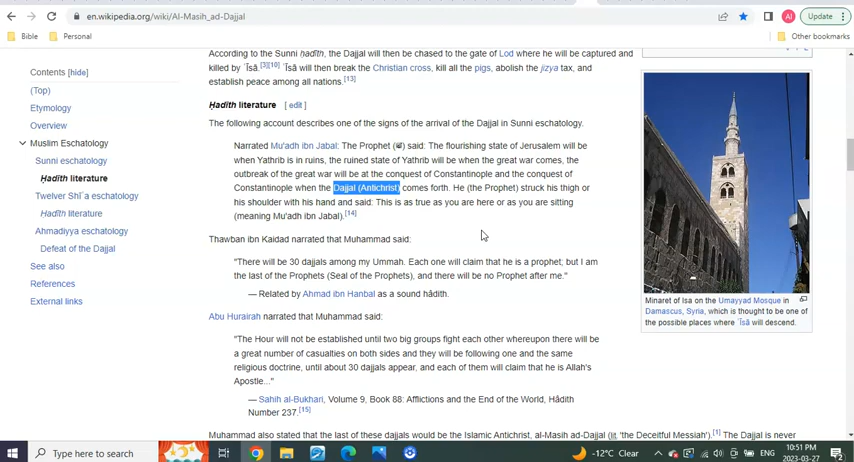 en.wikipedia.org/wiki/Al-Masih_ad-Dajjal
AI
Update
Bible
Personal
Other bookmarks
Contents [hide]
(Top)
Etymology
Overview
Muslim Eschatology
Sunni eschatology
Ḥadīth literature
Twelver Shīʿa eschatology
Ḥadīth literature
Ahmadiyya eschatology
Defeat of the Dajjal
See also
References
External links
According to the Sunni ḥadīth, the Dajjal will then be chased to the gate of Lod where he will be captured and
killed by ʿĪsā.[3][10] ʿĪsā will then break the Christian cross, kill all the pigs, abolish the jizya tax, and
establish peace among all nations.[13]
Ḥadīth literature [ edit ]
The following account describes one of the signs of the arrival of the Dajjal in Sunni eschatology.
Narrated Mu'adh ibn Jabal: The Prophet (ﷺ) said: The flourishing state of Jerusalem will be
when Yathrib is in ruins, the ruined state of Yathrib will be when the great war comes, the
outbreak of the great war will be at the conquest of Constantinople and the conquest of
Constantinople when the Dajjal (Antichrist) comes forth. He (the Prophet) struck his thigh or
his shoulder with his hand and said: This is as true as you are here or as you are sitting
(meaning Mu'adh ibn Jabal).[14]
Thawban ibn Kaidad narrated that Muhammad said:
"There will be 30 dajjals among my Ummah. Each one will claim that he is a prophet; but I am
the last of the Prophets (Seal of the Prophets), and there will be no Prophet after me."
— Related by Ahmad ibn Hanbal as a sound hâdith.
Abu Hurairah narrated that Muhammad said:
"The Hour will not be established until two big groups fight each other whereupon there will be
a great number of casualties on both sides and they will be following one and the same
religious doctrine, until about 30 dajjals appear, and each of them will claim that he is Allah's
Apostle..."
— Sahih al-Bukhari, Volume 9, Book 88: Afflictions and the End of the World, Hâdith
Number 237.[15]
Muhammad also stated that the last of these dajjals would be the Islamic Antichrist, al-Masih ad-Dajjal (lit. 'the Deceitful Messiah').[1] The Dajjal is never
Minaret of Isa on the Umayyad Mosque in
Damascus, Syria, which is thought to be one of
the possible places where ʿĪsā will descend.
Type here to search
-12°C Clear
ENG
10:51 PM
2023-03-27
2